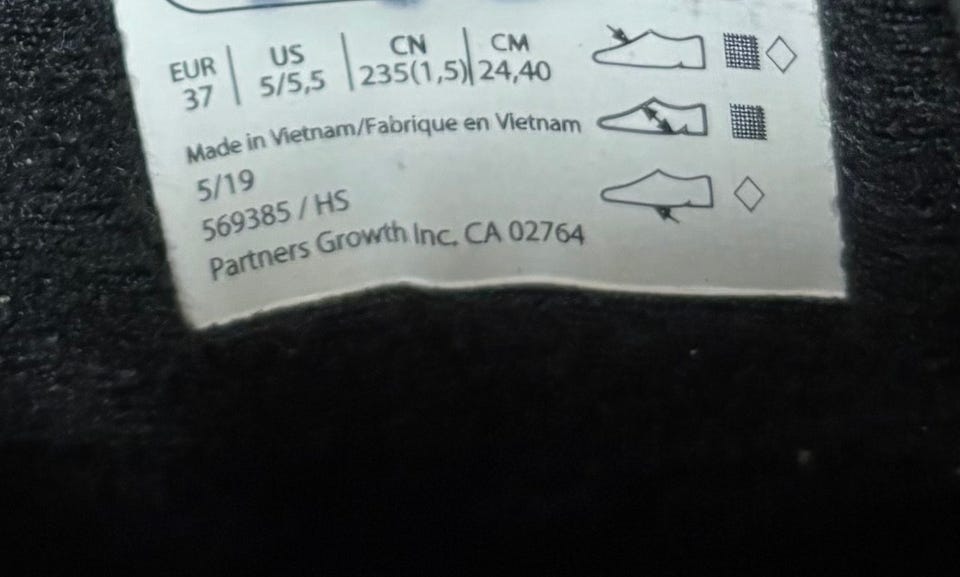 EUR US CN CM
37 5/5,5 235(1,5) 24,40
Made in Vietnam/Fabrique en Vietnam
5/19
569385 / HS
Partners Growth Inc. CA 02764